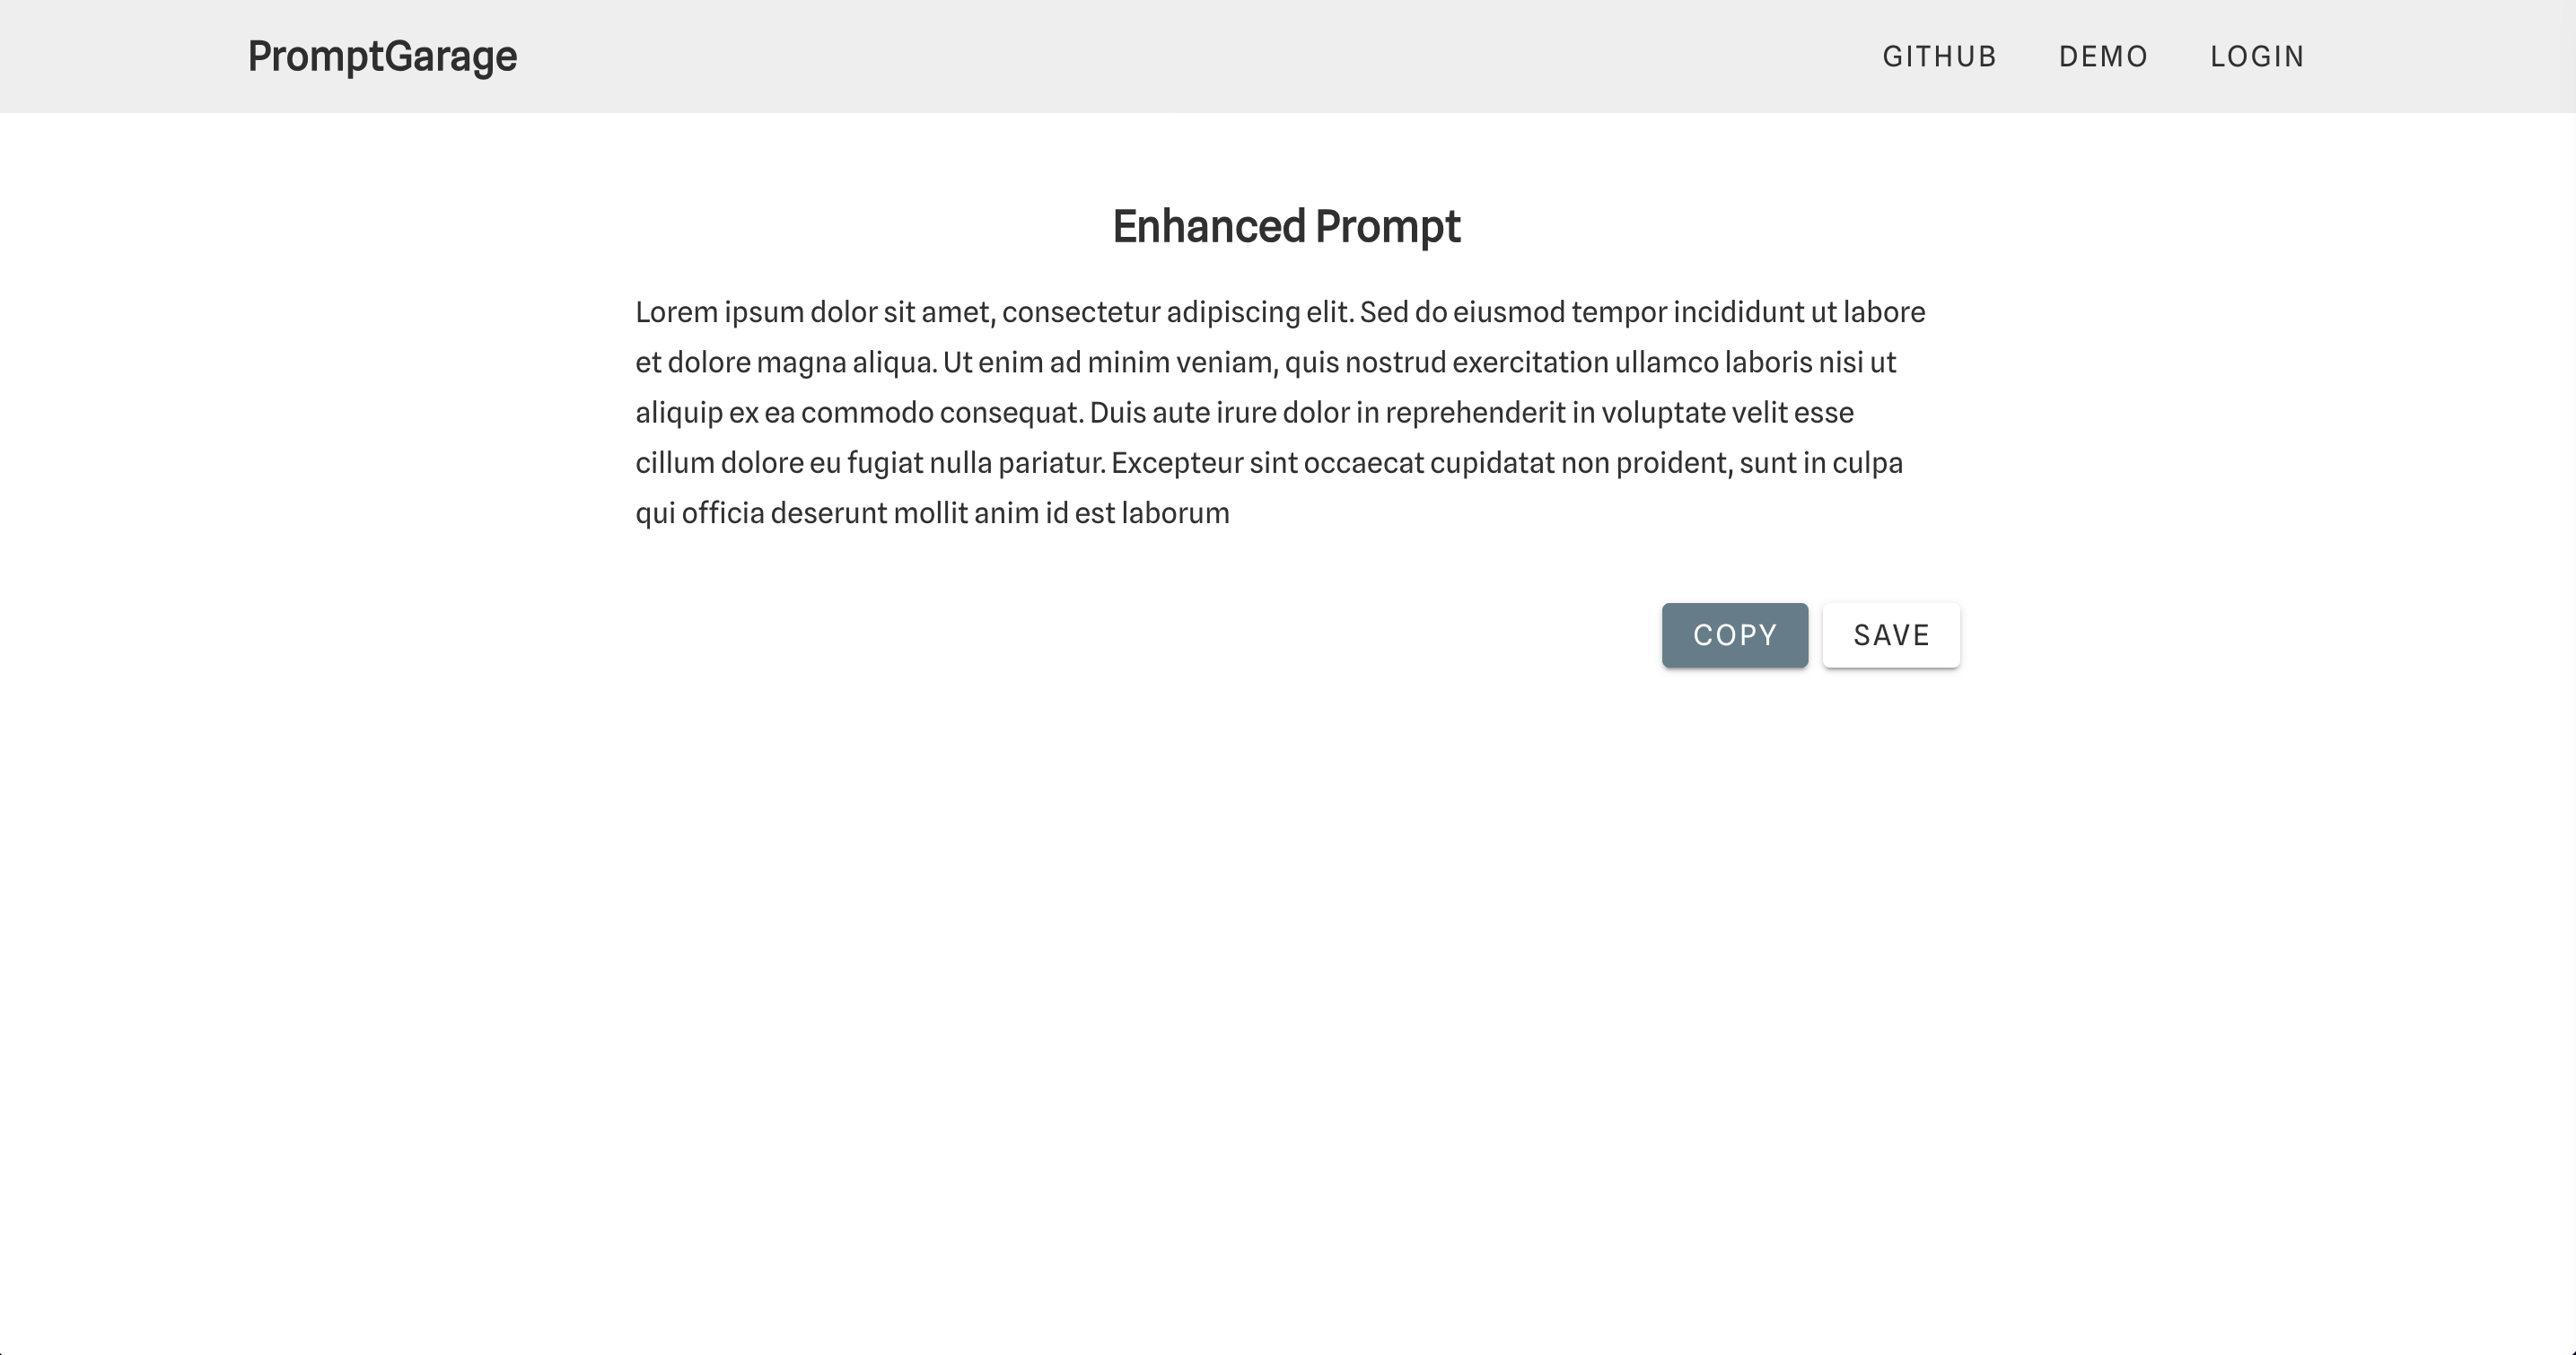 PromptGarage
GITHUB
DEMO
LOGIN
Enhanced Prompt
Lorem ipsum dolor sit amet, consectetur adipiscing elit. Sed do eiusmod tempor incididunt ut labore
et dolore magna aliqua. Ut enim ad minim veniam, quis nostrud exercitation ullamco laboris nisi ut
aliquip ex ea commodo consequat. Duis aute irure dolor in reprehenderit in voluptate velit esse
cillum dolore eu fugiat nulla pariatur. Excepteur sint occaecat cupidatat non proident, sunt in culpa
qui officia deserunt mollit anim id est laborum
COPY
SAVE